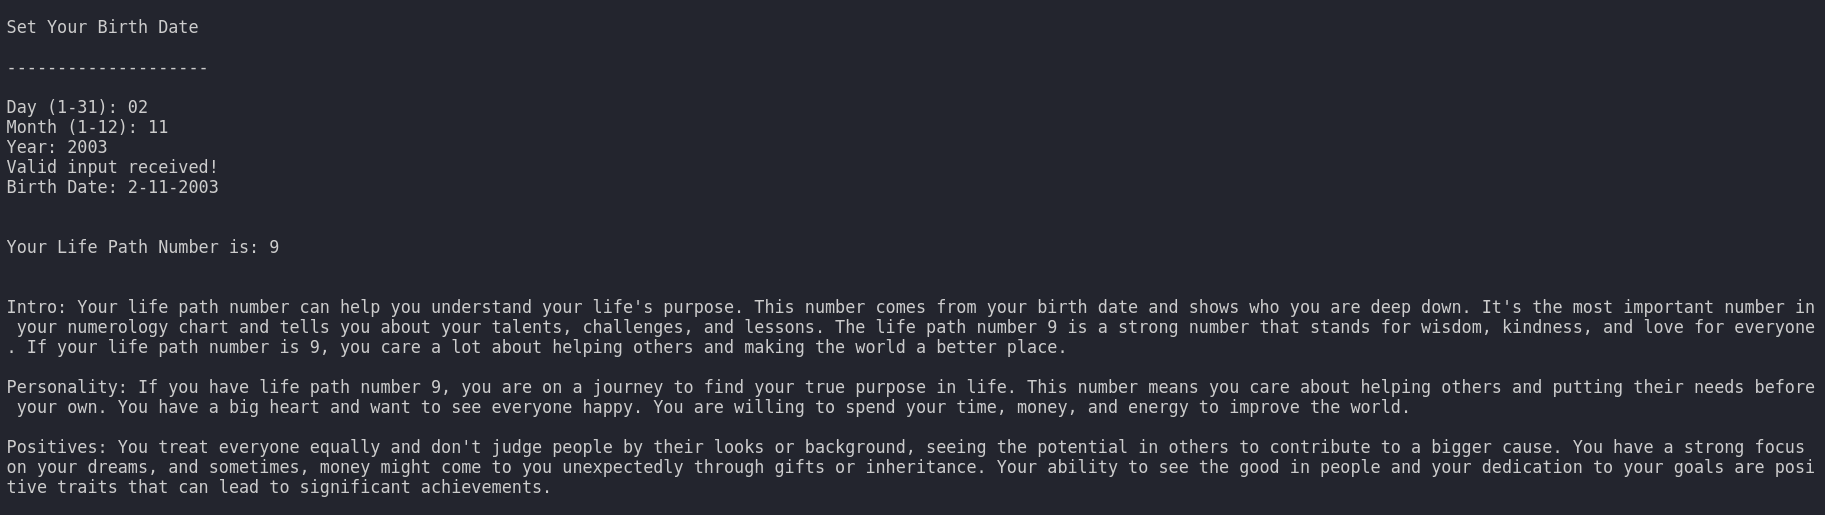 Set Your Birth Date
--------------------
Day (1-31): 02
Month (1-12): 11
Year: 2003
Valid input received!
Birth Date: 2-11-2003
Your Life Path Number is: 9
Intro: Your life path number can help you understand your life's purpose. This number comes from your birth date and shows who you are deep down. It's the most important number in
 your numerology chart and tells you about your talents, challenges, and lessons. The life path number 9 is a strong number that stands for wisdom, kindness, and love for everyone
. If your life path number is 9, you care a lot about helping others and making the world a better place.
Personality: If you have life path number 9, you are on a journey to find your true purpose in life. This number means you care about helping others and putting their needs before
 your own. You have a big heart and want to see everyone happy. You are willing to spend your time, money, and energy to improve the world.
Positives: You treat everyone equally and don't judge people by their looks or background, seeing the potential in others to contribute to a bigger cause. You have a strong focus
on your dreams, and sometimes, money might come to you unexpectedly through gifts or inheritance. Your ability to see the good in people and your dedication to your goals are posi
tive traits that can lead to significant achievements.